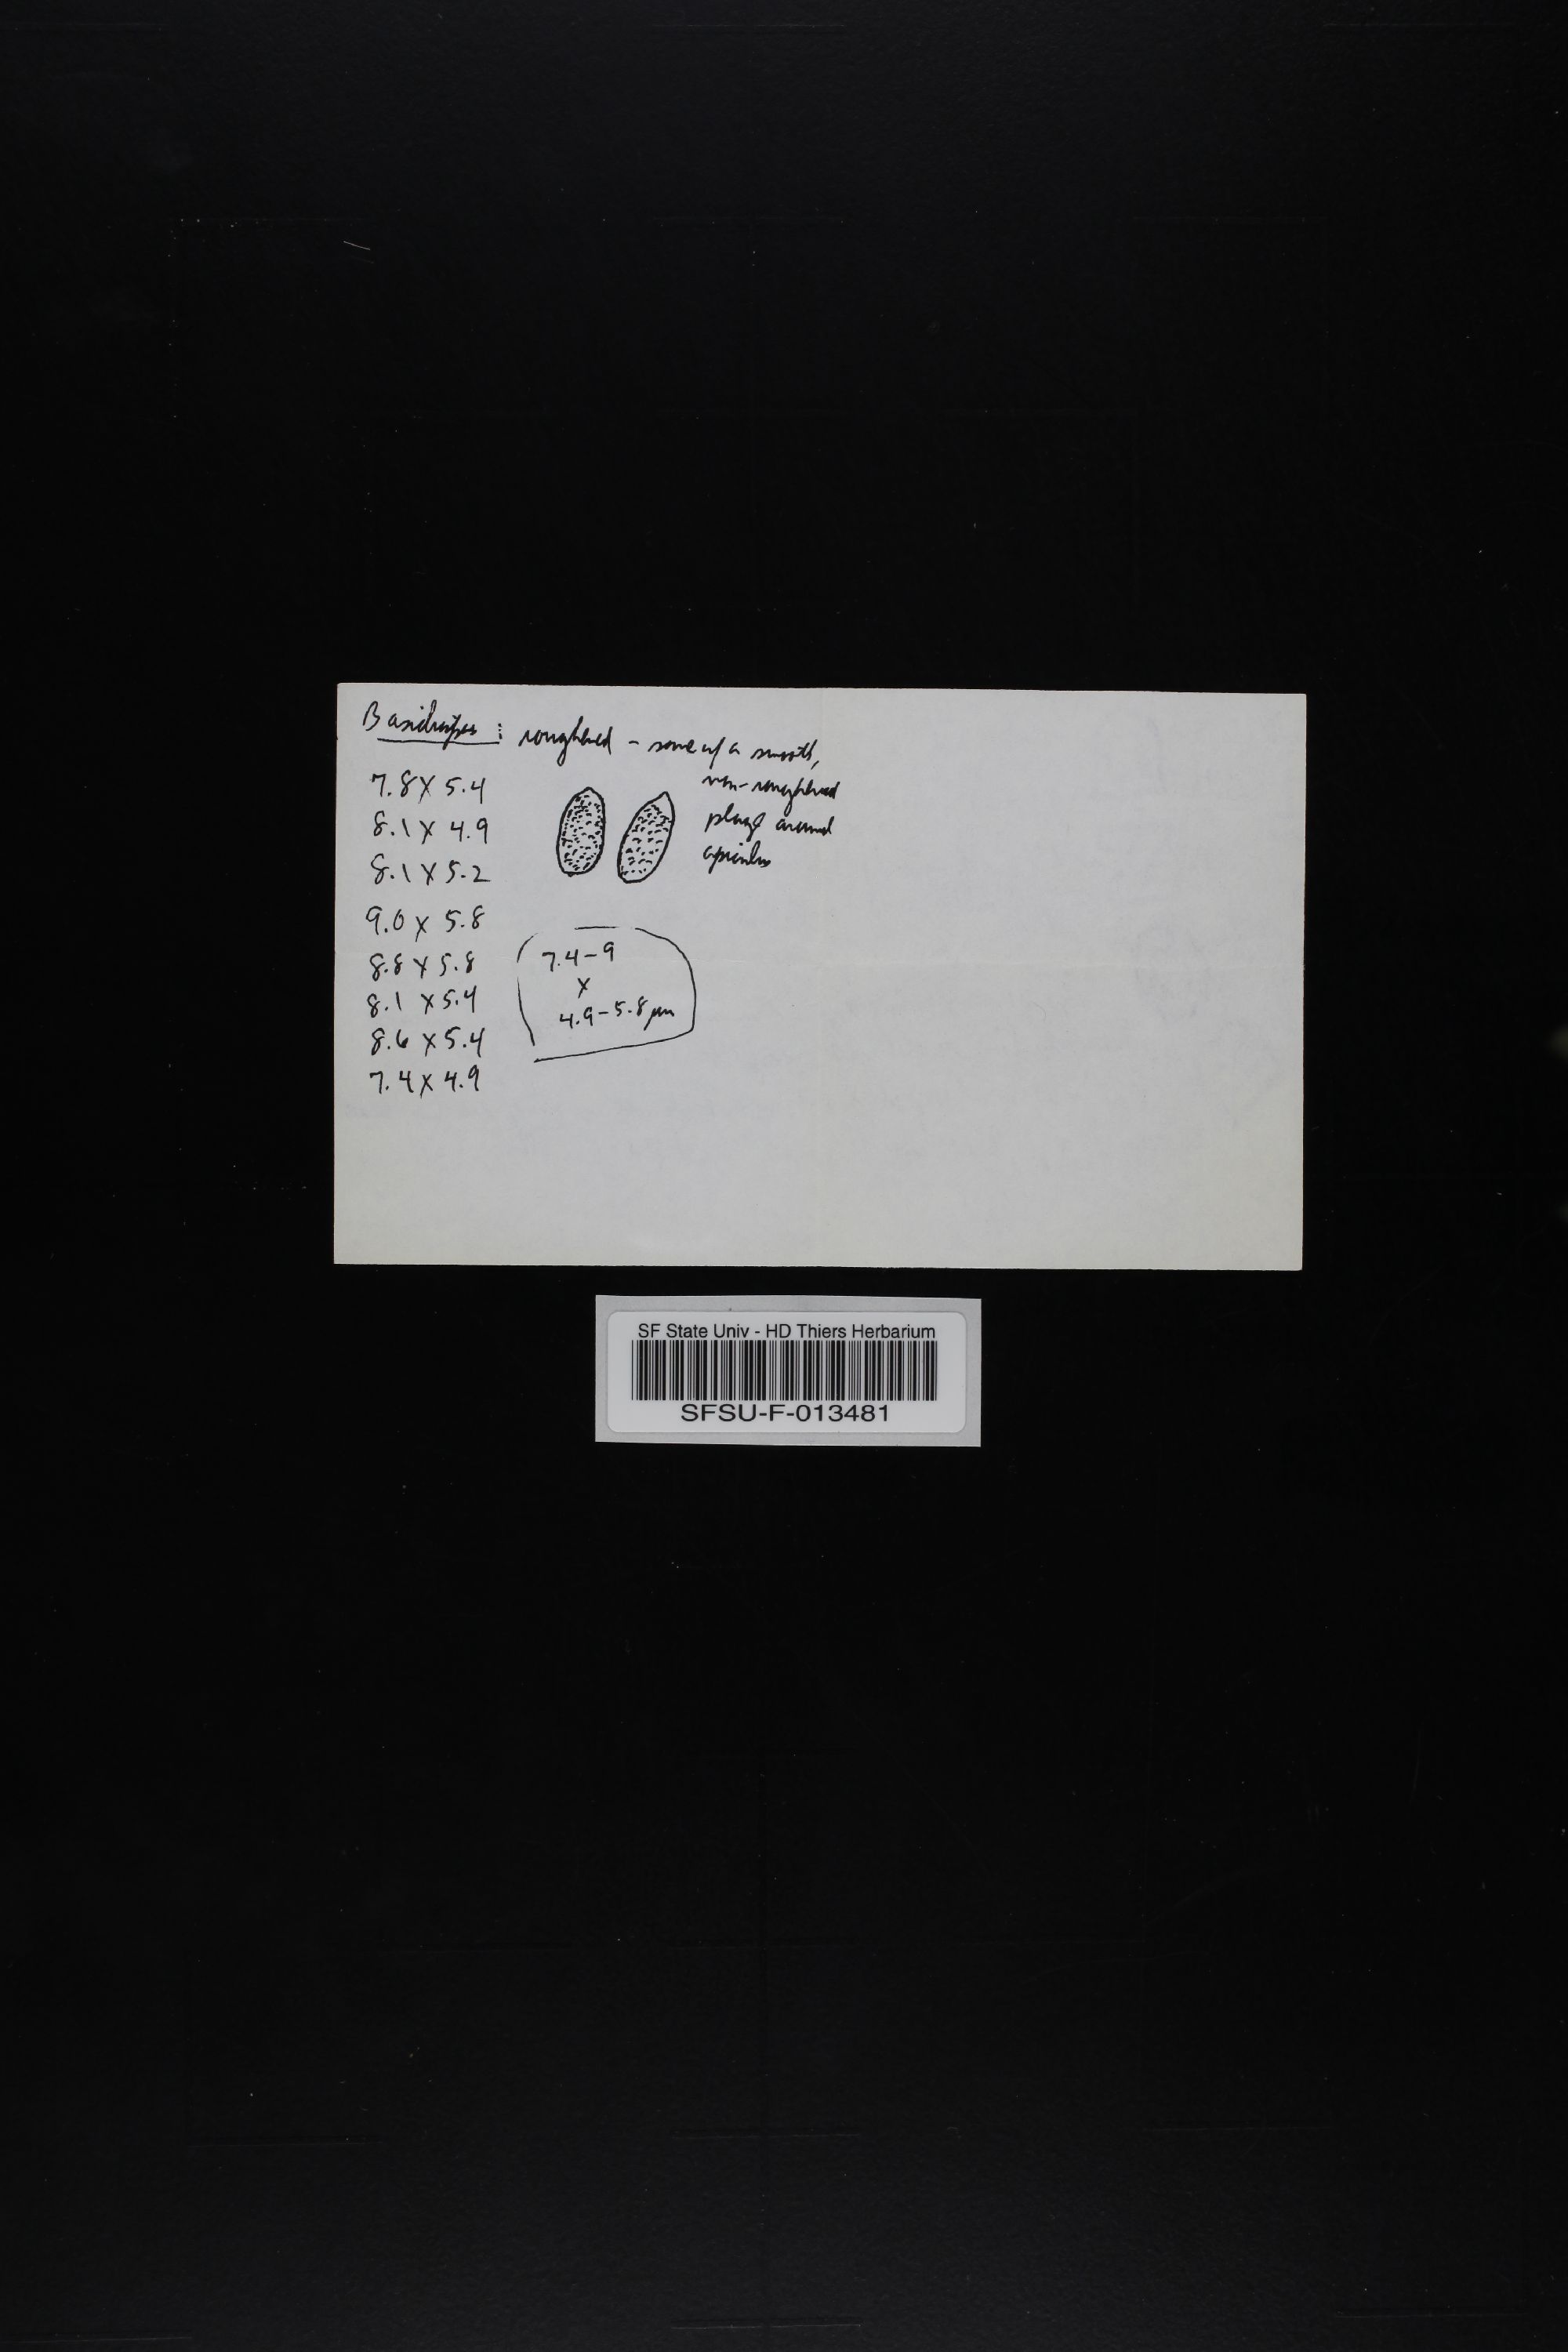 Basidiospores : roughened – some w/ a smooth,
non-roughened
plage around
apiculus
7.8 X 5.4
8.1 X 4.9
8.1 X 5.2
9.0 X 5.8
8.8 X 5.8
8.1 X 5.4
8.6 X 5.4
7.4 X 4.9
7.4 – 9
X
4.9 – 5.8 µm
SF State Univ - HD Thiers Herbarium
SFSU-F-013481